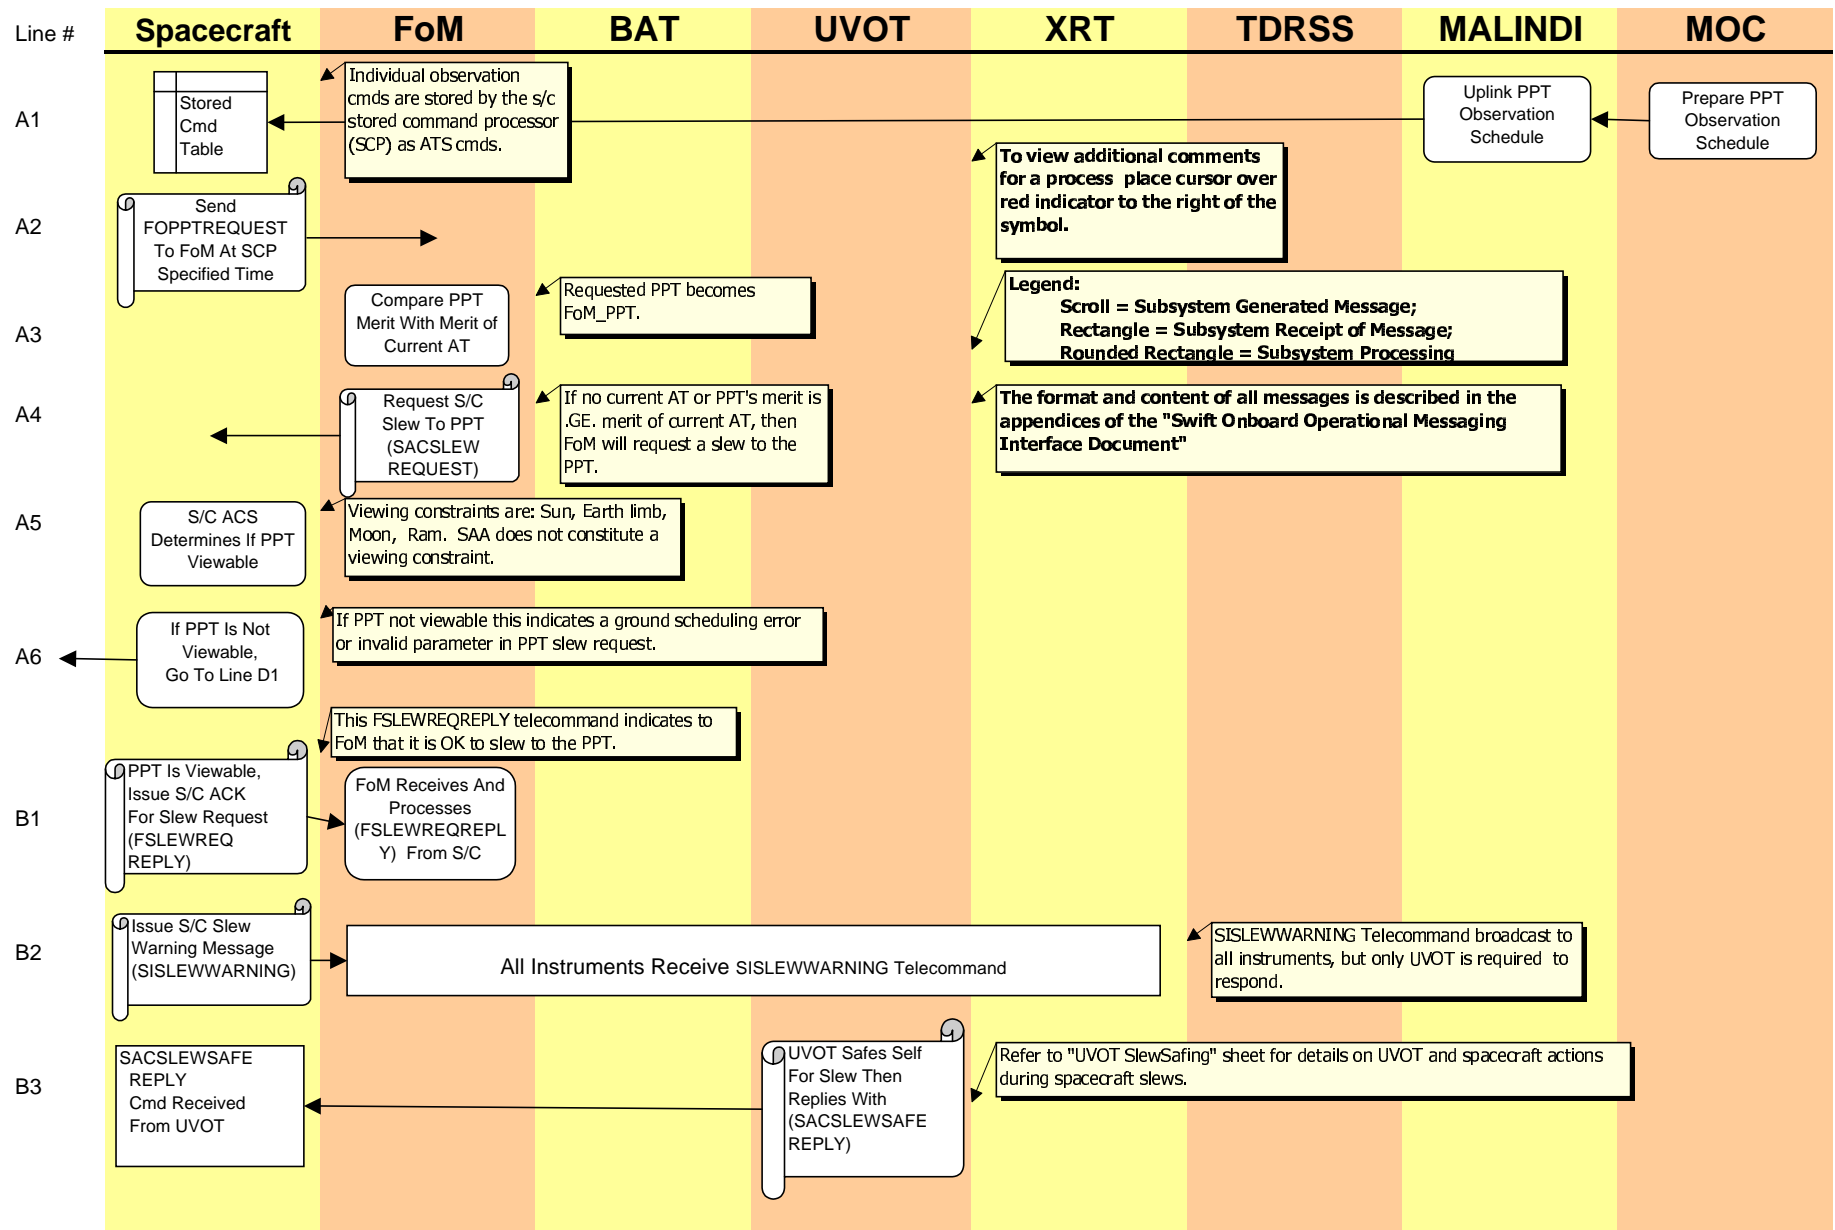 Line #
Spacecraft
FoM
BAT
UVOT
XRT
TDRSS
MALINDI
MOC
A1
Stored
Cmd
Table
Individual observation
cmds are stored by the s/c
stored command processor
(SCP) as ATS cmds.
Uplink PPT
Observation
Schedule
Prepare PPT
Observation
Schedule
To view additional comments
for a process place cursor over
red indicator to the right of the
symbol.
A2
Send
FOPPTREQUEST
To FoM At SCP
Specified Time
A3
Compare PPT
Merit With Merit of
Current AT
Requested PPT becomes
FoM_PPT.
Legend:
Scroll = Subsystem Generated Message;
Rectangle = Subsystem Receipt of Message;
Rounded Rectangle = Subsystem Processing
A4
Request S/C
Slew To PPT
(SACSLEW
REQUEST)
If no current AT or PPT's merit is
.GE. merit of current AT, then
FoM will request a slew to the
PPT.
The format and content of all messages is described in the
appendices of the "Swift Onboard Operational Messaging
Interface Document"
A5
S/C ACS
Determines If PPT
Viewable
Viewing constraints are: Sun, Earth limb,
Moon, Ram. SAA does not constitute a
viewing constraint.
A6
If PPT Is Not
Viewable,
Go To Line D1
If PPT not viewable this indicates a ground scheduling error
or invalid parameter in PPT slew request.
This FSLEWREQREPLY telecommand indicates to
FoM that it is OK to slew to the PPT.
B1
PPT Is Viewable,
Issue S/C ACK
For Slew Request
(FSLEWREQ
REPLY)
FoM Receives And
Processes
(FSLEWREQREPL
Y) From S/C
B2
Issue S/C Slew
Warning Message
(SISLEWWARNING)
All Instruments Receive SISLEWWARNING Telecommand
SISLEWWARNING Telecommand broadcast to
all instruments, but only UVOT is required to
respond.
B3
SACSLEWSAFE
REPLY
Cmd Received
From UVOT
UVOT Safes Self
For Slew Then
Replies With
(SACSLEWSAFE
REPLY)
Refer to "UVOT SlewSafing" sheet for details on UVOT and spacecraft actions
during spacecraft slews.